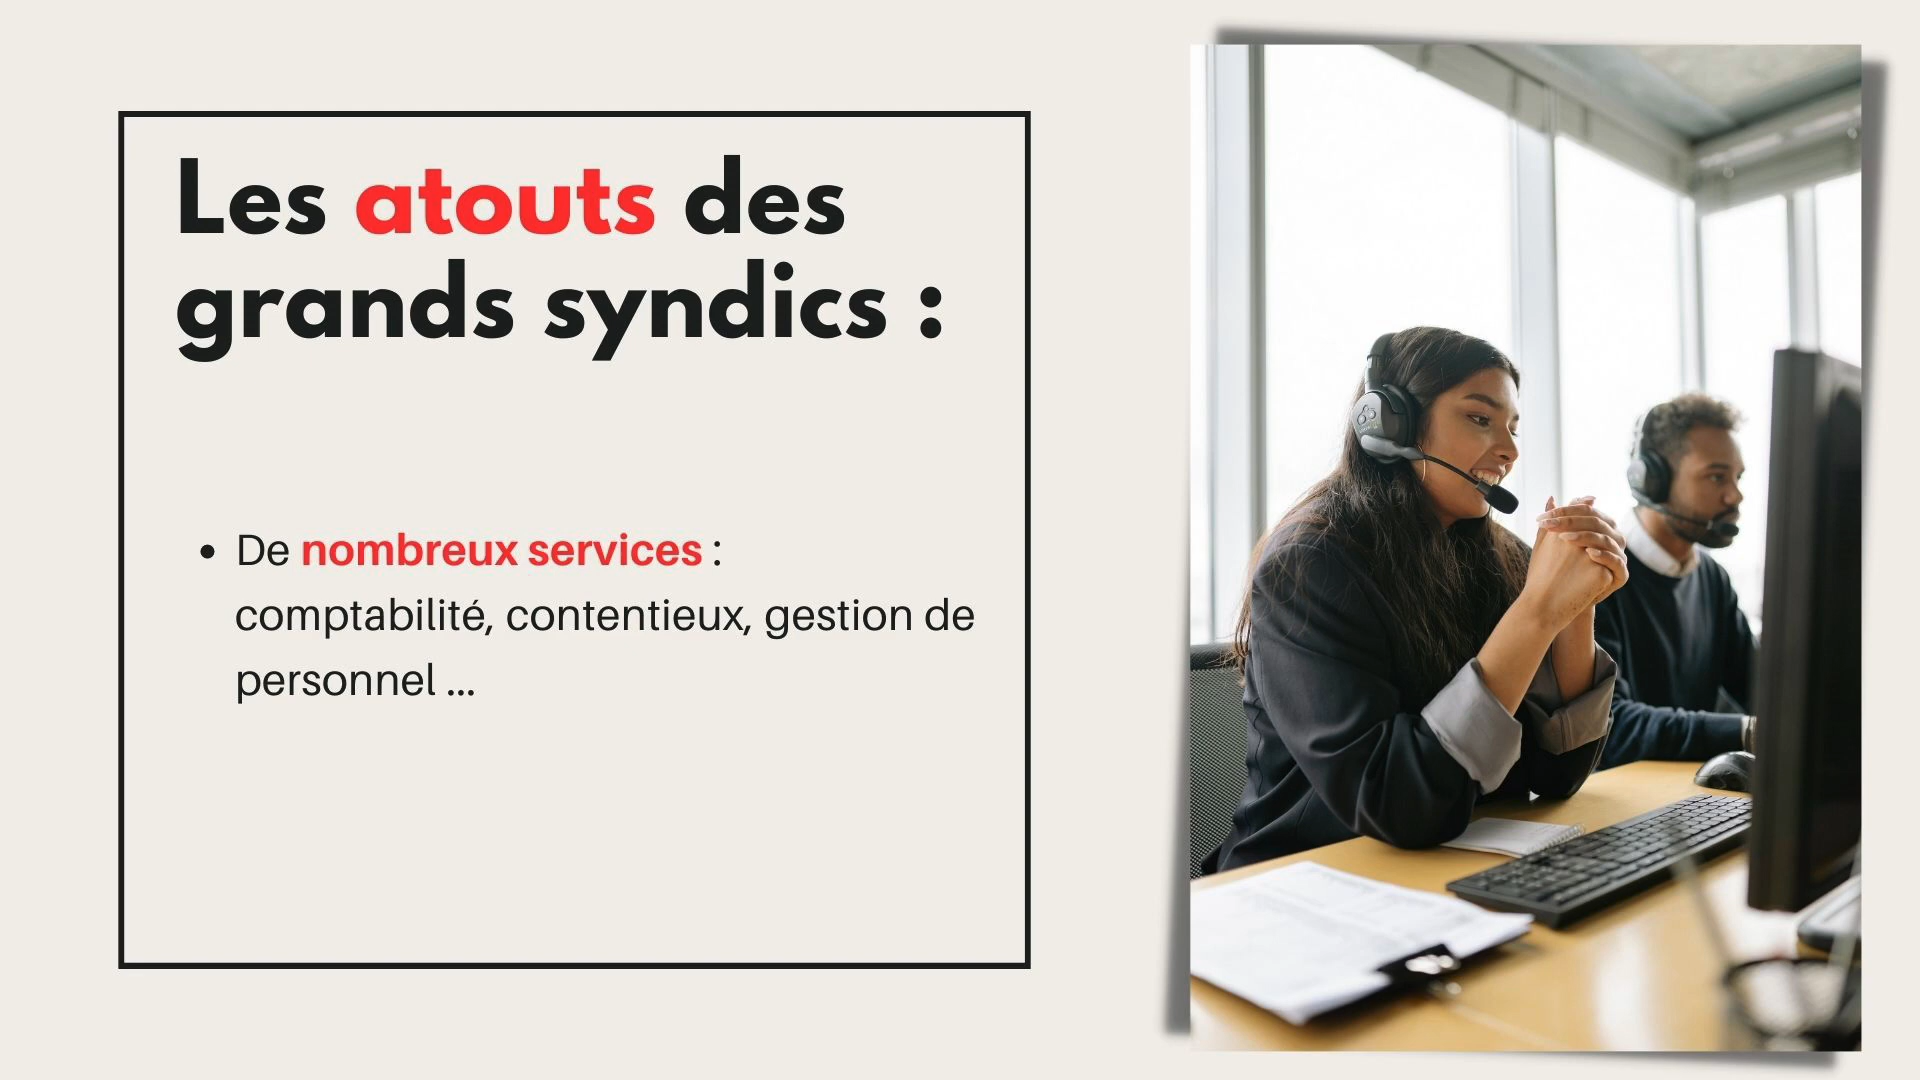 Les atouts des
grands syndics :
• De nombreux services :
comptabilité, contentieux, gestion de
personnel ...